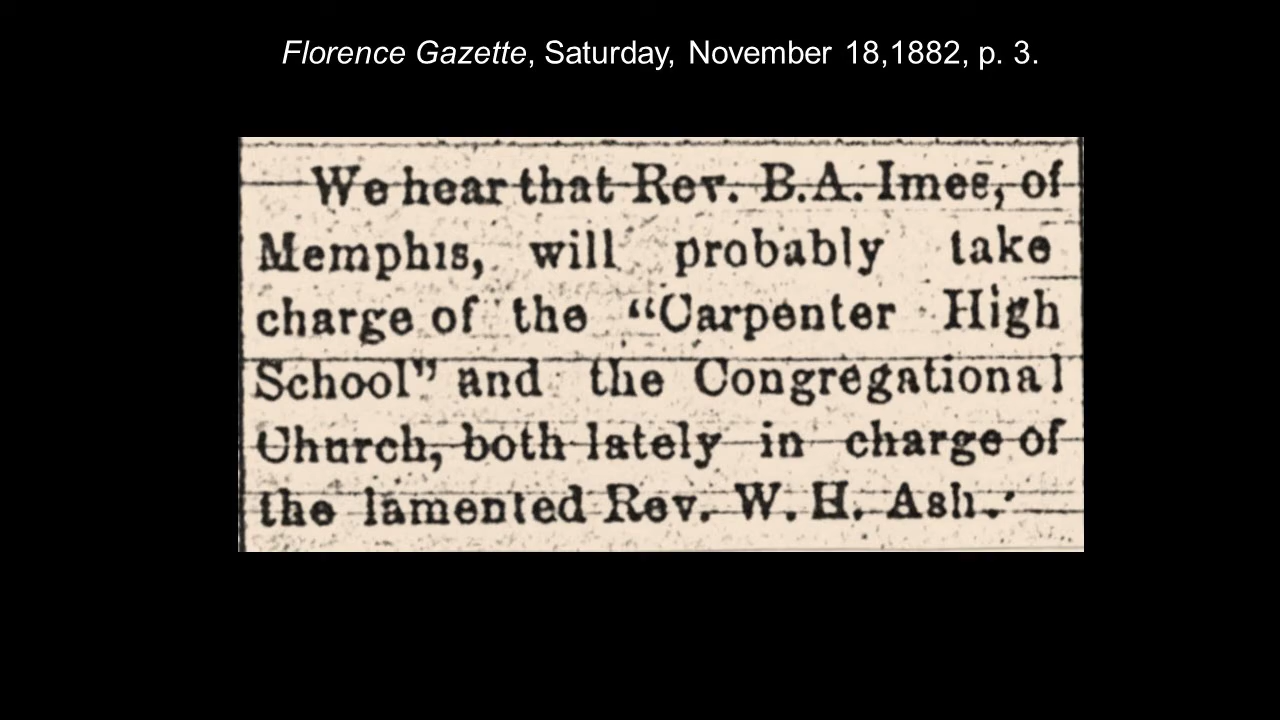 Florence Gazette, Saturday, November 18,1882, p. 3.
We hear that Rev. B.A. Imes, of
Memphis, will probably take
charge of the “Carpenter High
School” and the Congregational
Church, both lately in charge of
the lamented Rev. W. H. Ash.